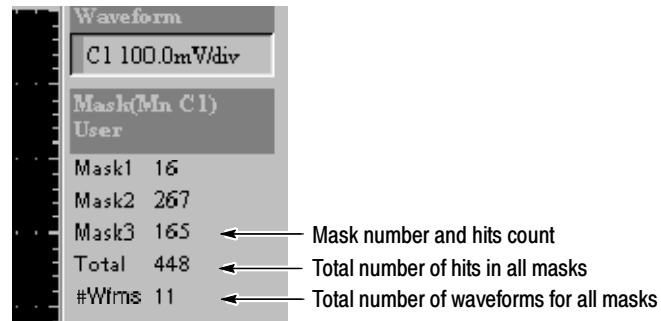 Waveform
C1 100.0mV/div
Mask(Mn C1)
User
Mask1 16
Mask2 267
Mask3 165
Mask number and hits count
Total 448
Total number of hits in all masks
#Wfms 11
Total number of waveforms for all masks